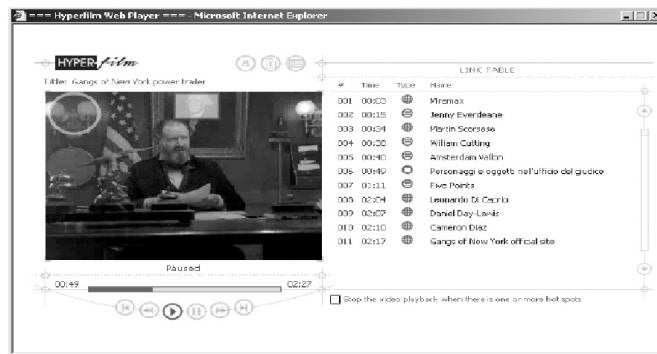 === Hyperfilm Web Player === - Microsoft Internet Explorer
HYPERfilm
Title: Gangs of New York power trailer
LINK TABLE
# Time Type Name
001 00:03 Miramax
002 00:15 Jenny Everdeane
003 00:34 Martin Scorsese
004 00:38 William Cutting
005 00:40 Amsterdam Vallon
006 00:49 Personaggi e oggetti nell'ufficio del giudice
007 01:11 Five Points
008 02:04 Leonardo Di Caprio
009 02:07 Daniel Day-Lewis
010 02:10 Cameron Diaz
011 02:17 Gangs of New York official site
Paused
00:49 02:27
Stop the video playback when there is one or more hot spots